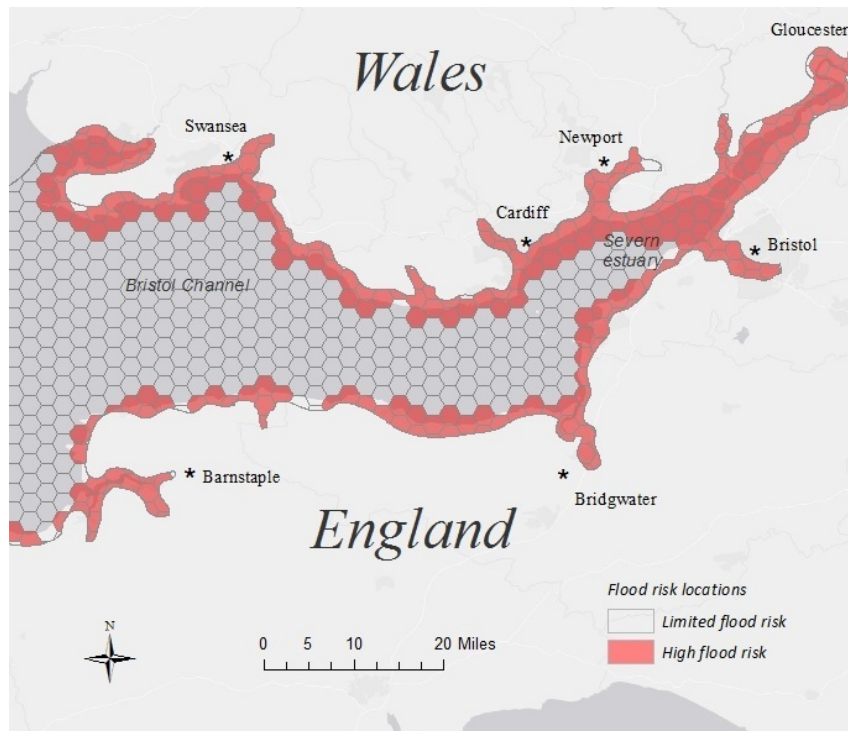 Gloucester
Wales
Swansea
Newport
Cardiff
Severn
estuary
Bristol
Bristol Channel
Barnstaple
Bridgwater
England
Flood risk locations
Limited flood risk
High flood risk
N
0 5 10 20 Miles